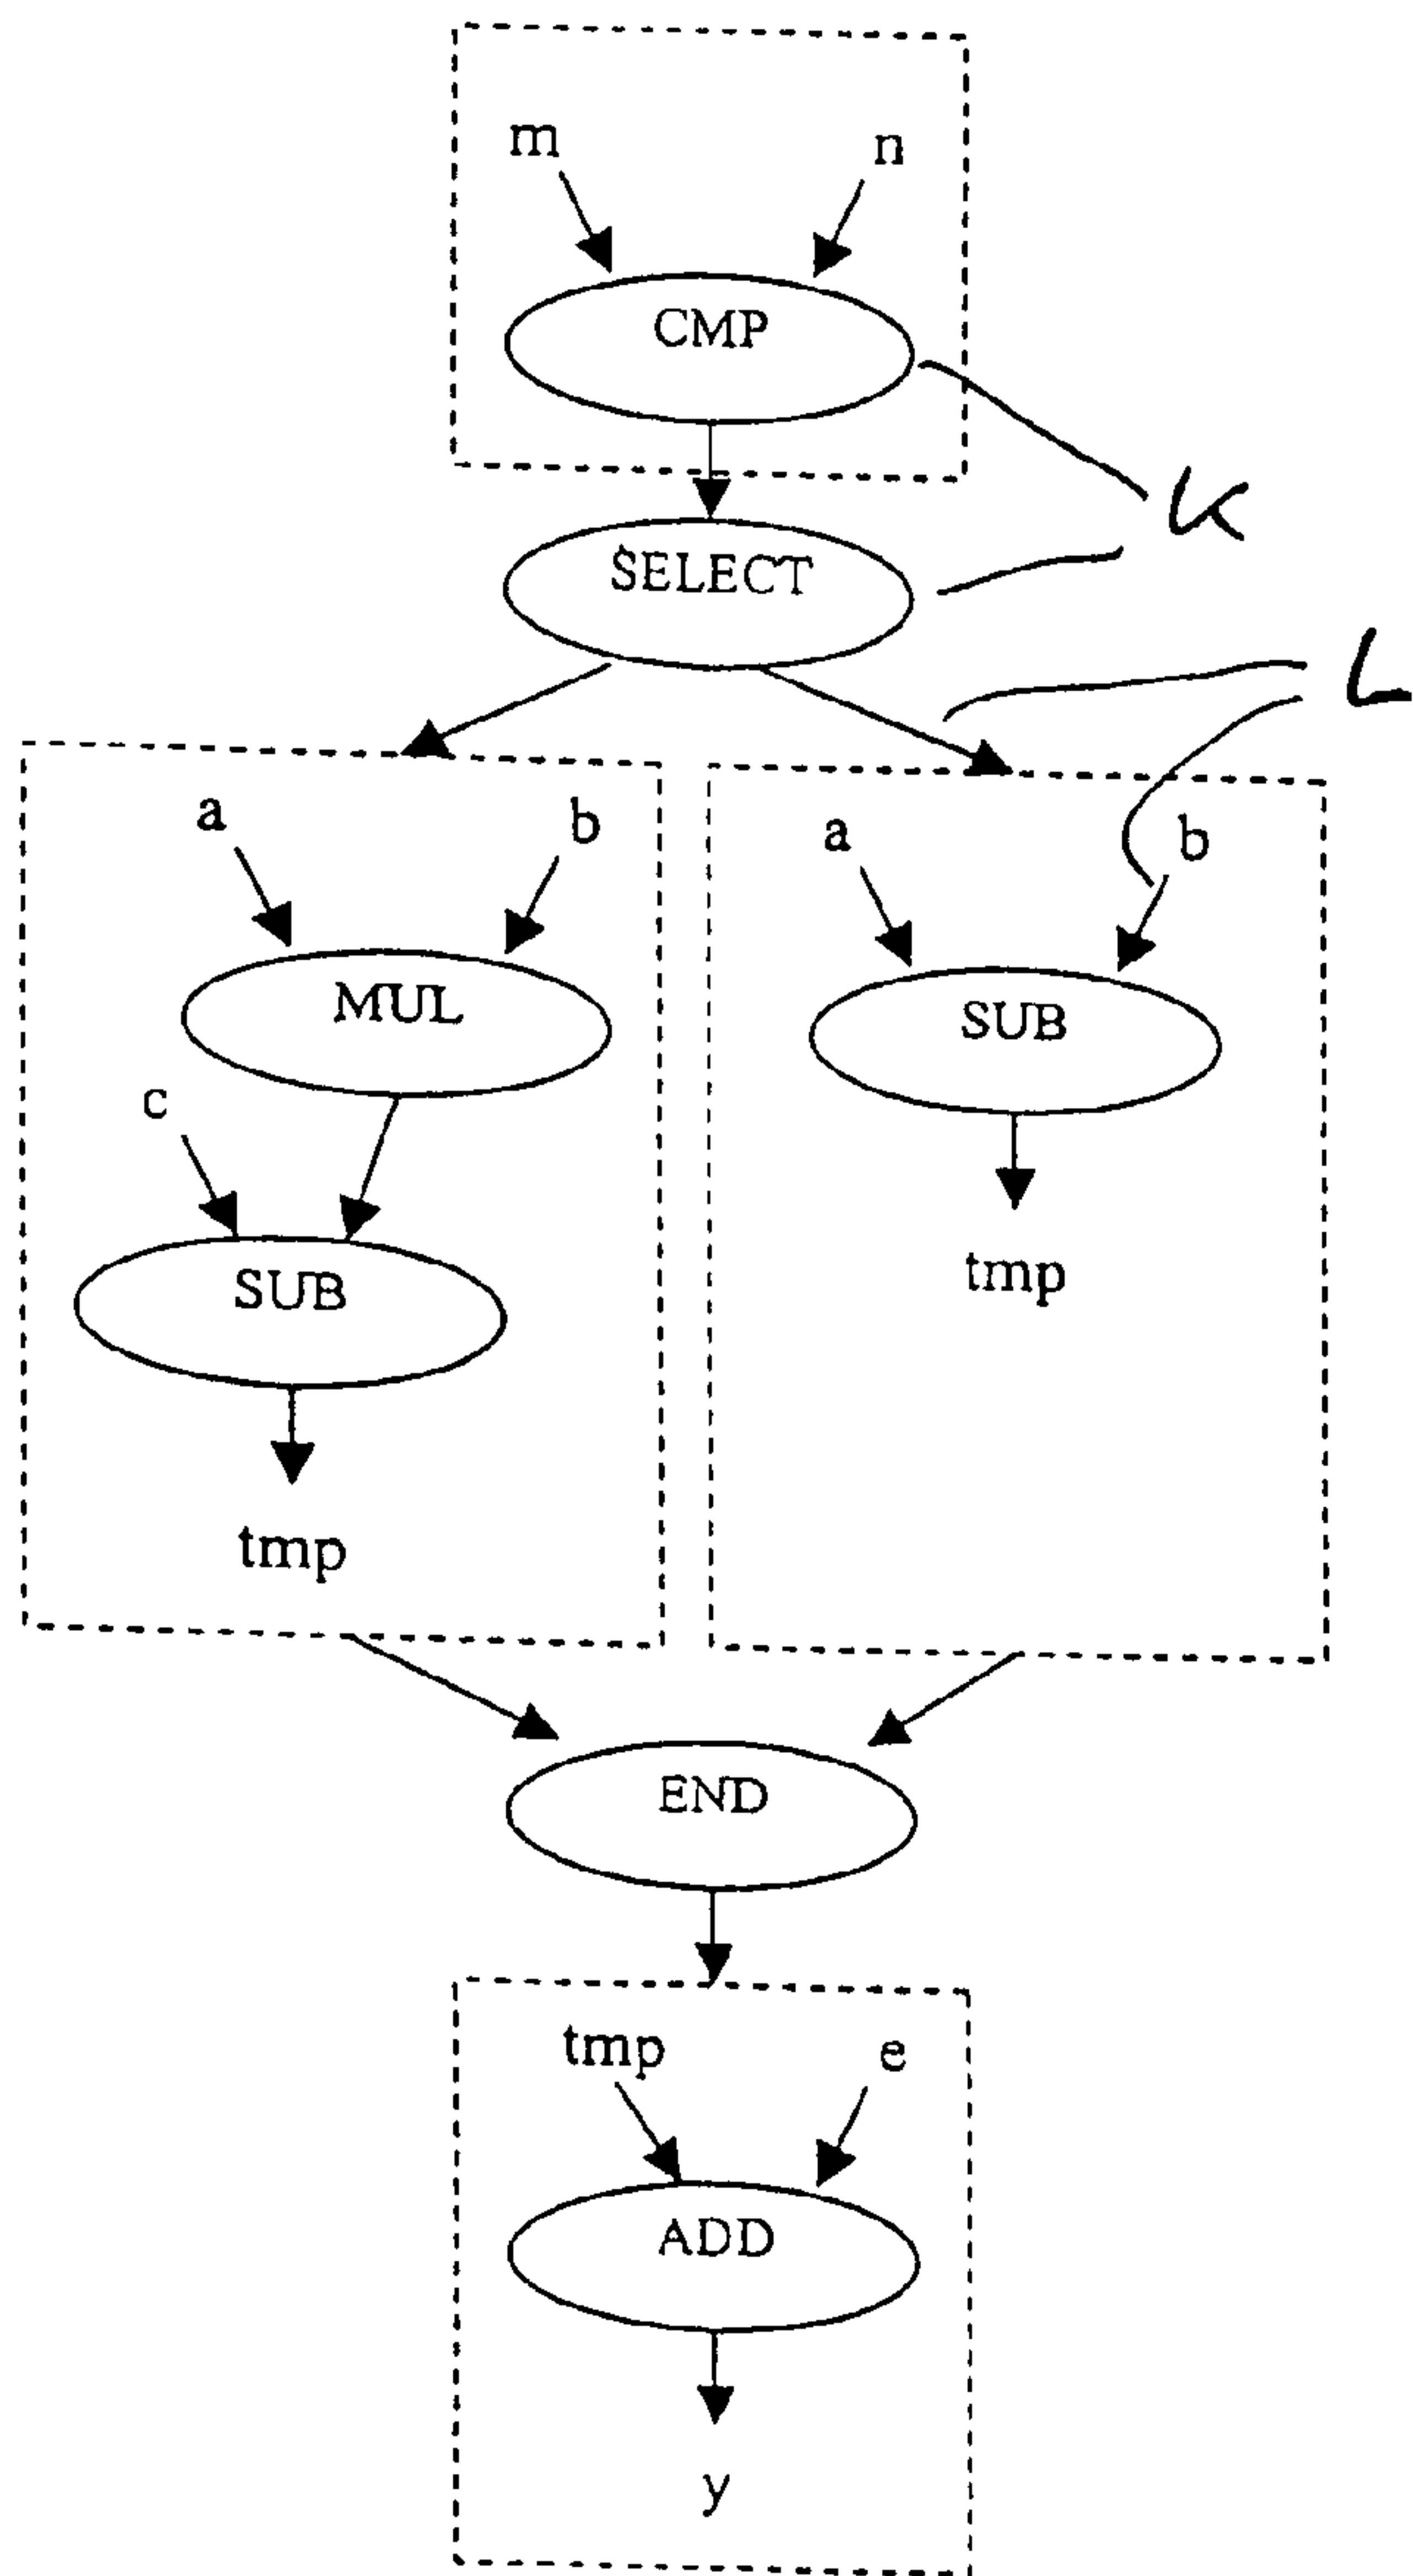 m n
CMP
K
SELECT
L
a b
a b
MUL
SUB
c
SUB
tmp
tmp
END
tmp e
ADD
y